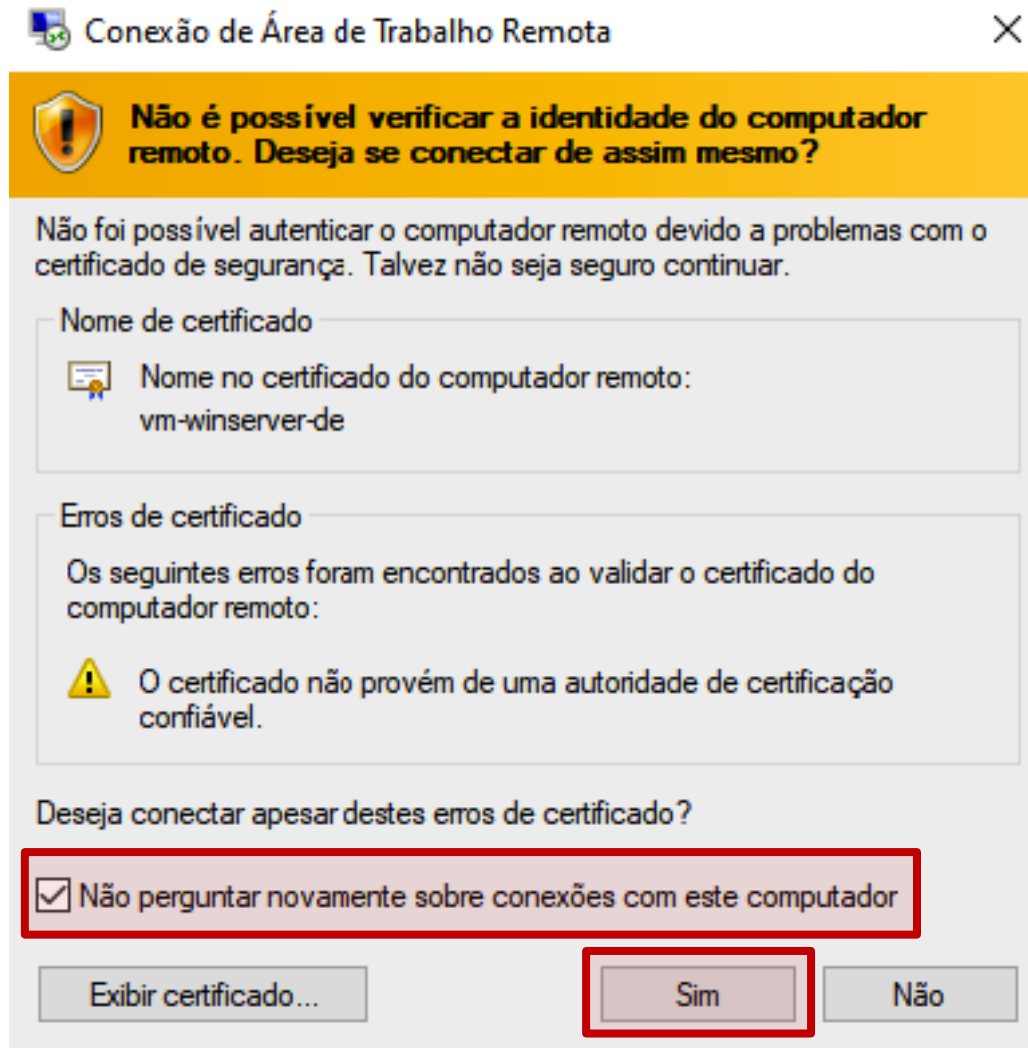 Conexão de Área de Trabalho Remota
Não é possível verificar a identidade do computador
remoto. Deseja se conectar de assim mesmo?
Não foi possível autenticar o computador remoto devido a problemas com o
certificado de segurança. Talvez não seja seguro continuar.
Nome de certificado
Nome no certificado do computador remoto:
vm-winserver-de
Erros de certificado
Os seguintes erros foram encontrados ao validar o certificado do
computador remoto:
O certificado não provém de uma autoridade de certificação
confiável.
Deseja conectar apesar destes erros de certificado?
Não perguntar novamente sobre conexões com este computador
Exibir certificado... Sim Não